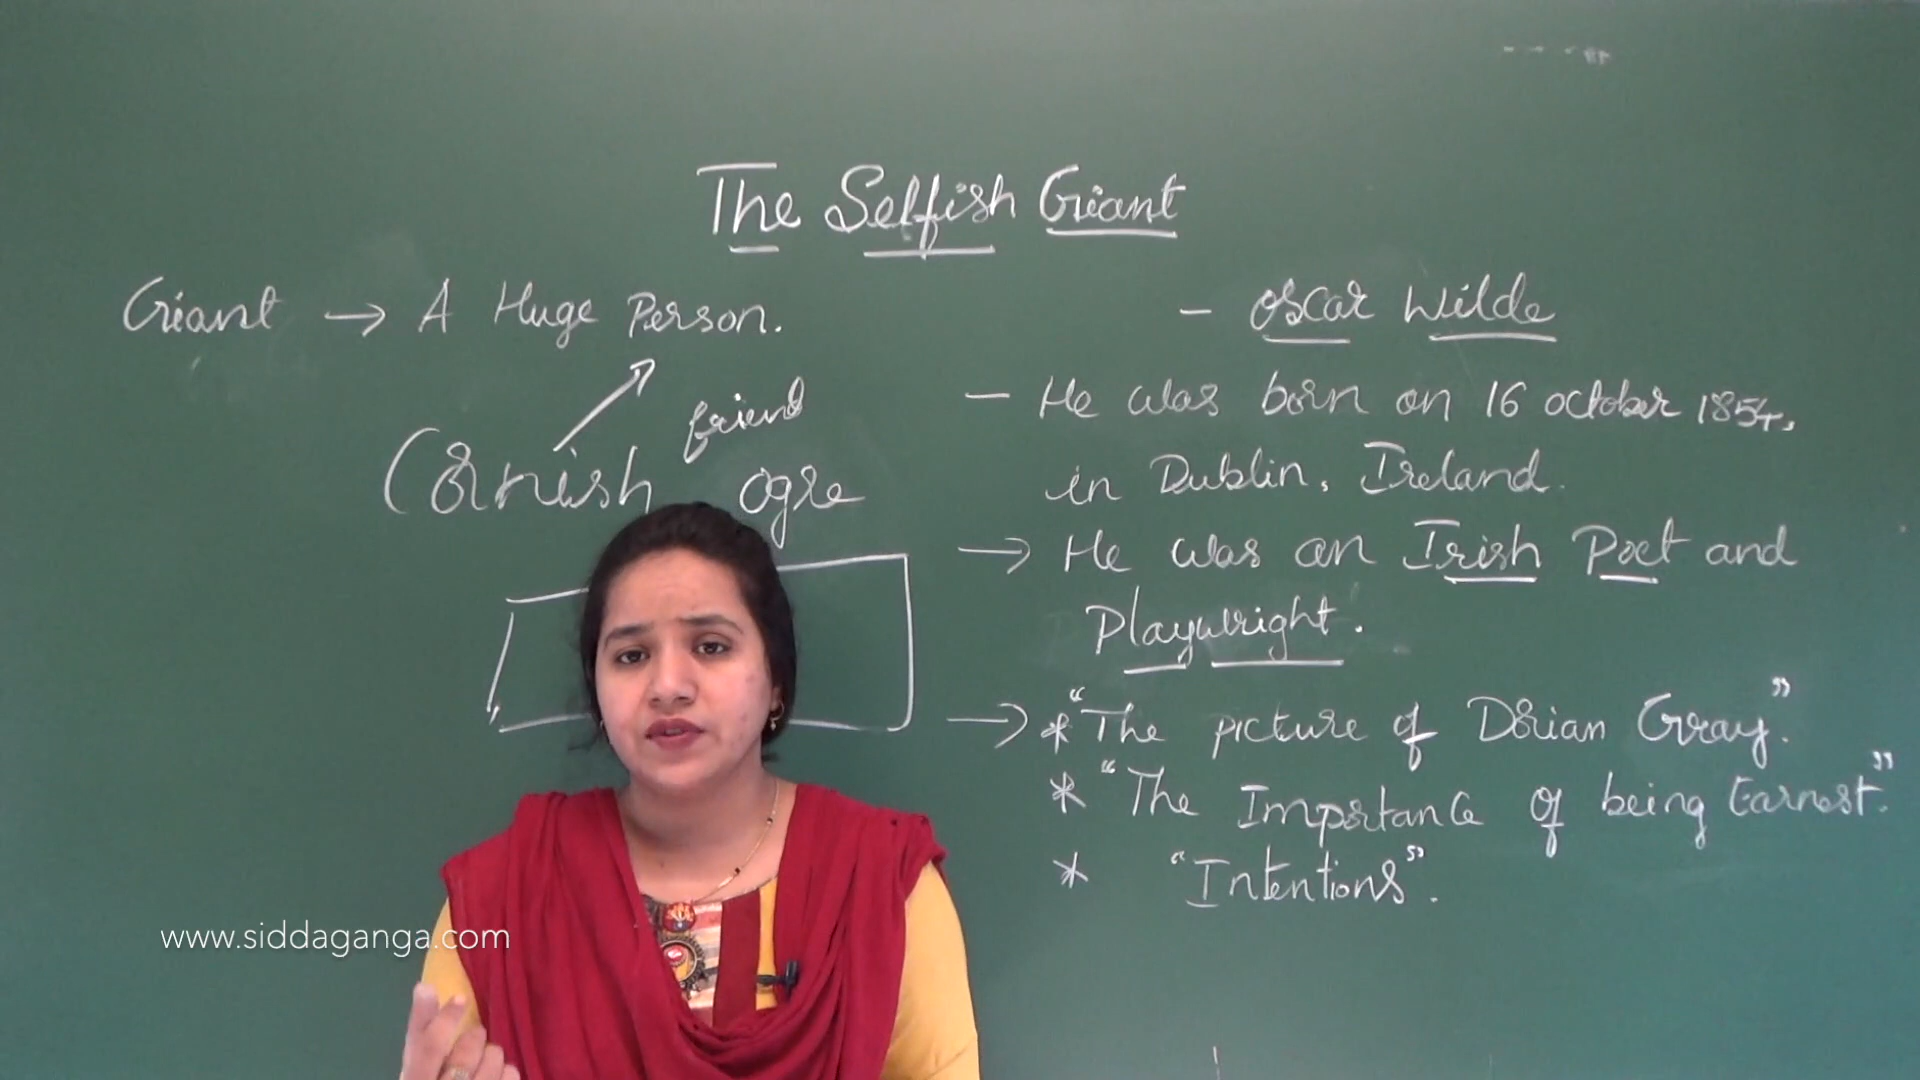 The Selfish Giant
Giant → A Huge Person.
friend
Cornish ogre
- Oscar Wilde
- He was born on 16 october 1854,
in Dublin, Ireland.
→ He was an Irish Poet and
Playwright.
→ * "The picture of Dorian Gray".
* "The Importance of being Earnest."
* "Intentions".
www.siddaganga.com